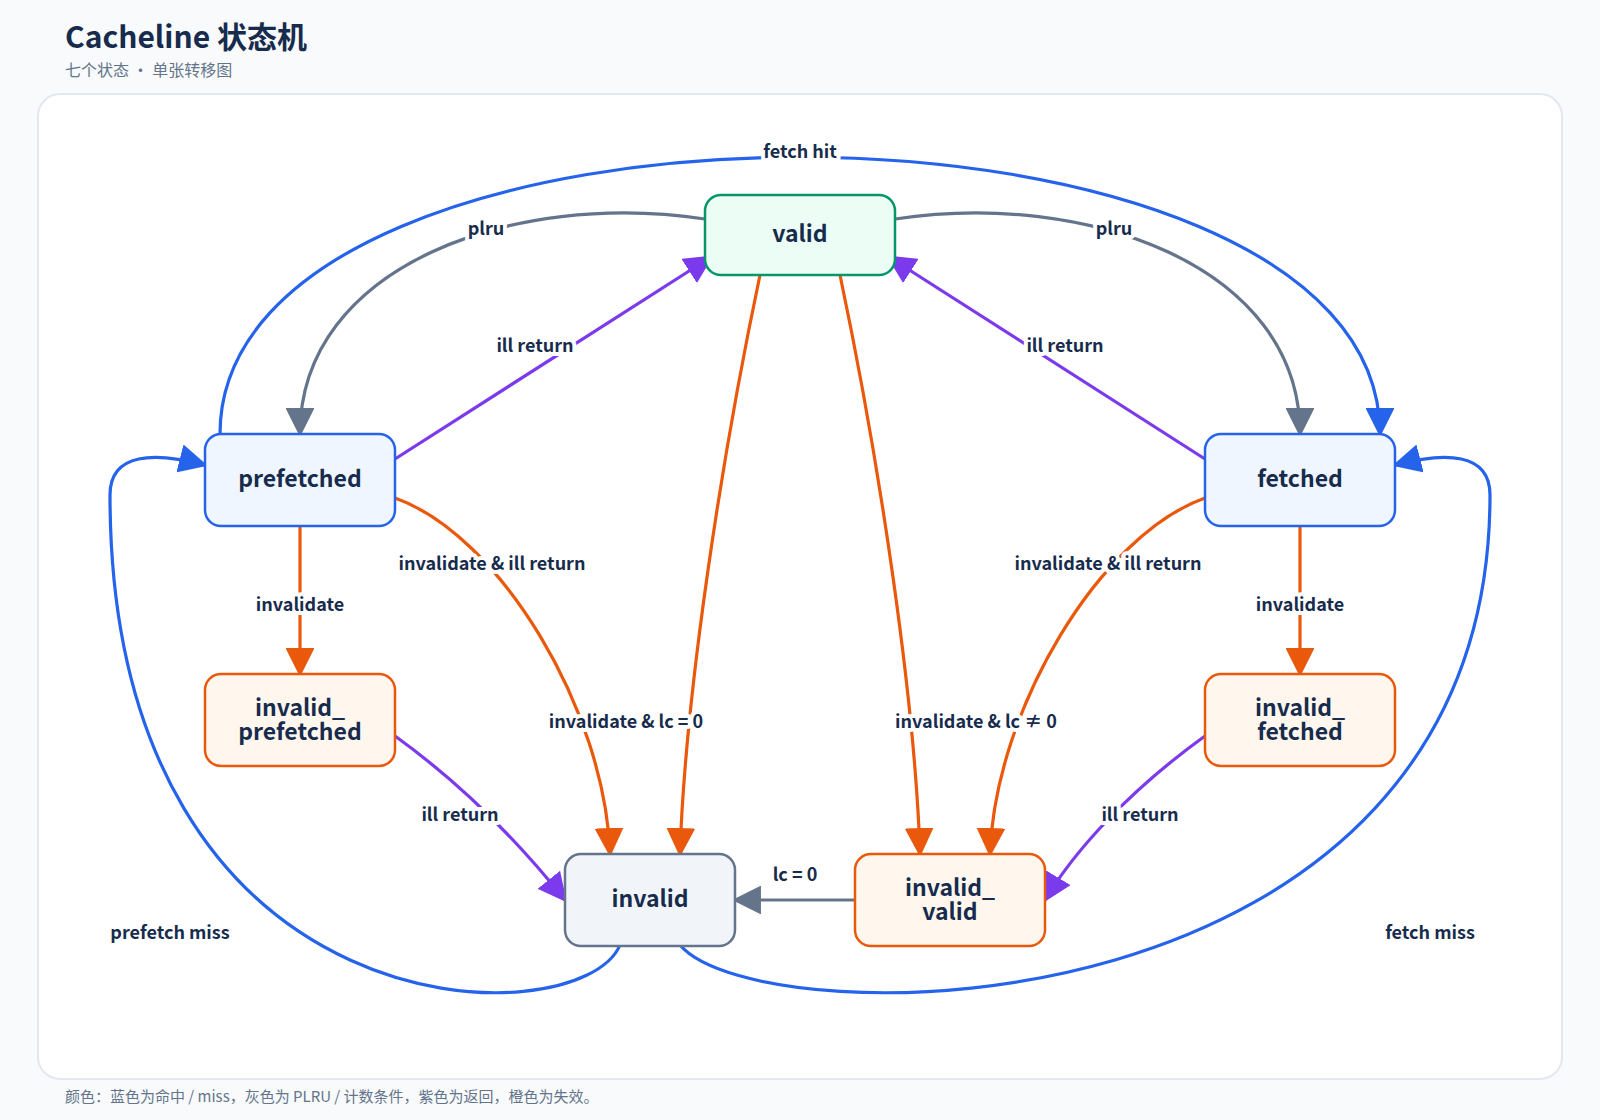 Cacheline 状态机
七个状态 · 单张转移图
fetch hit
plru
valid
plru
ill return
ill return
prefetched
fetched
invalidate & ill return
invalidate & ill return
invalidate
invalidate
invalid_
prefetched
invalid_
fetched
invalidate & lc = 0
invalidate & lc ≠ 0
ill return
ill return
lc = 0
invalid
invalid_
valid
prefetch miss
fetch miss
颜色：蓝色为命中 / miss，灰色为 PLRU / 计数条件，紫色为返回，橙色为失效。